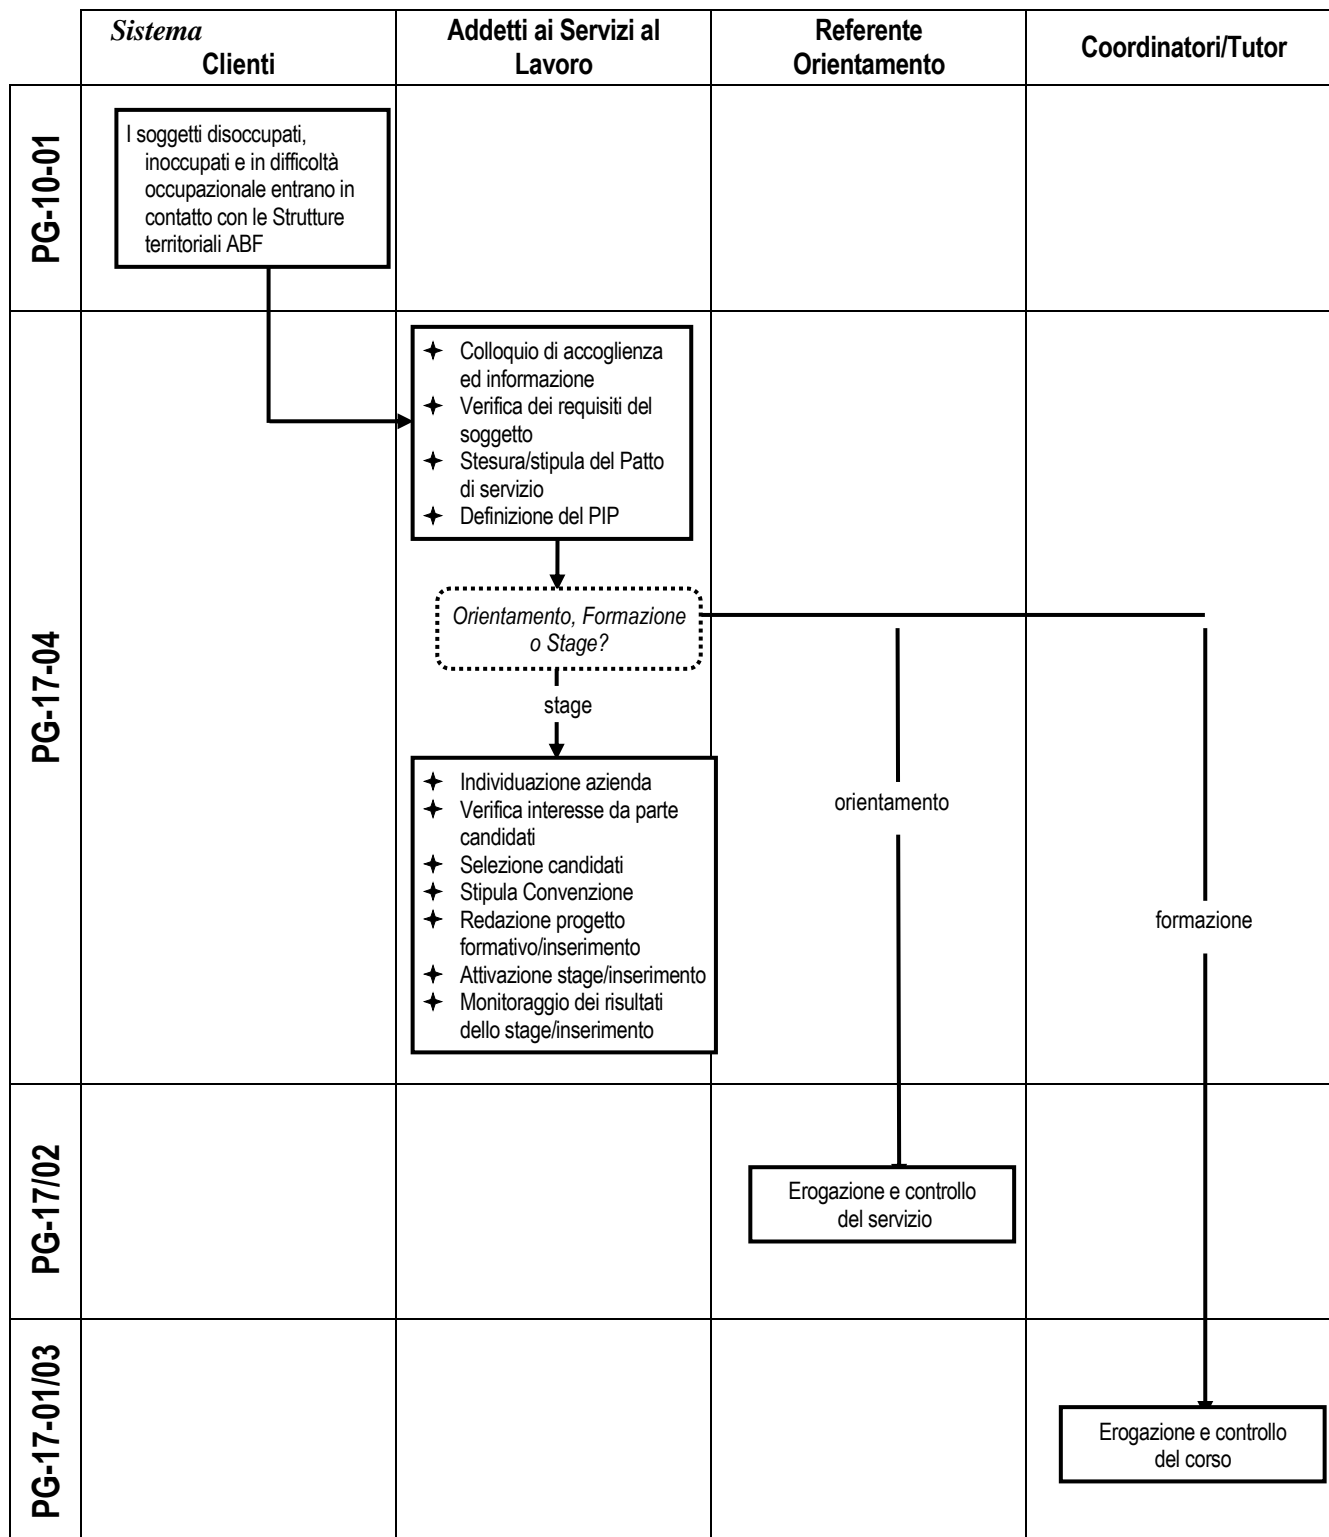 Sistema
Clienti
Addetti ai Servizi al
Lavoro
Referente
Orientamento
Coordinatori/Tutor
PG-10-01
I soggetti disoccupati,
inoccupati e in difficoltà
occupazionale entrano in
contatto con le Strutture
territoriali ABF
PG-17-04
Colloquio di accoglienza
ed informazione
Verifica dei requisiti del
soggetto
Stesura/stipula del Patto
di servizio
Definizione del PIP
Orientamento, Formazione
o Stage?
stage
Individuazione azienda
Verifica interesse da parte
candidati
Selezione candidati
Stipula Convenzione
Redazione progetto
formativo/inserimento
Attivazione stage/inserimento
Monitoraggio dei risultati
dello stage/inserimento
orientamento
formazione
PG-17/02
Erogazione e controllo
del servizio
PG-17-01/03
Erogazione e controllo
del corso